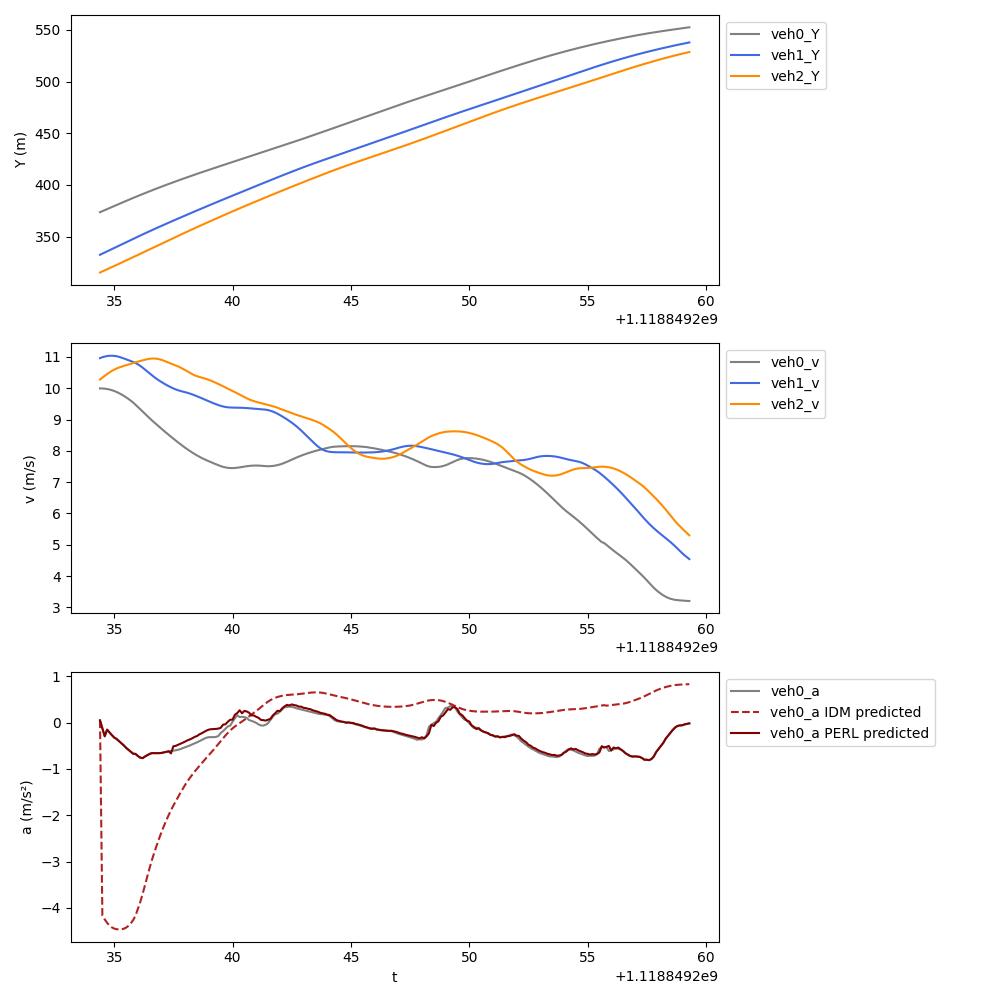 550
500
450
400
350
Y (m)
35 40 45 50 55 60
+1.1188492e9
veh0_Y
veh1_Y
veh2_Y
11
10
9
8
7
6
5
4
3
v (m/s)
35 40 45 50 55 60
+1.1188492e9
veh0_v
veh1_v
veh2_v
1
0
−1
−2
−3
−4
a (m/s²)
35 40 45 50 55 60
t
+1.1188492e9
veh0_a
veh0_a IDM predicted
veh0_a PERL predicted